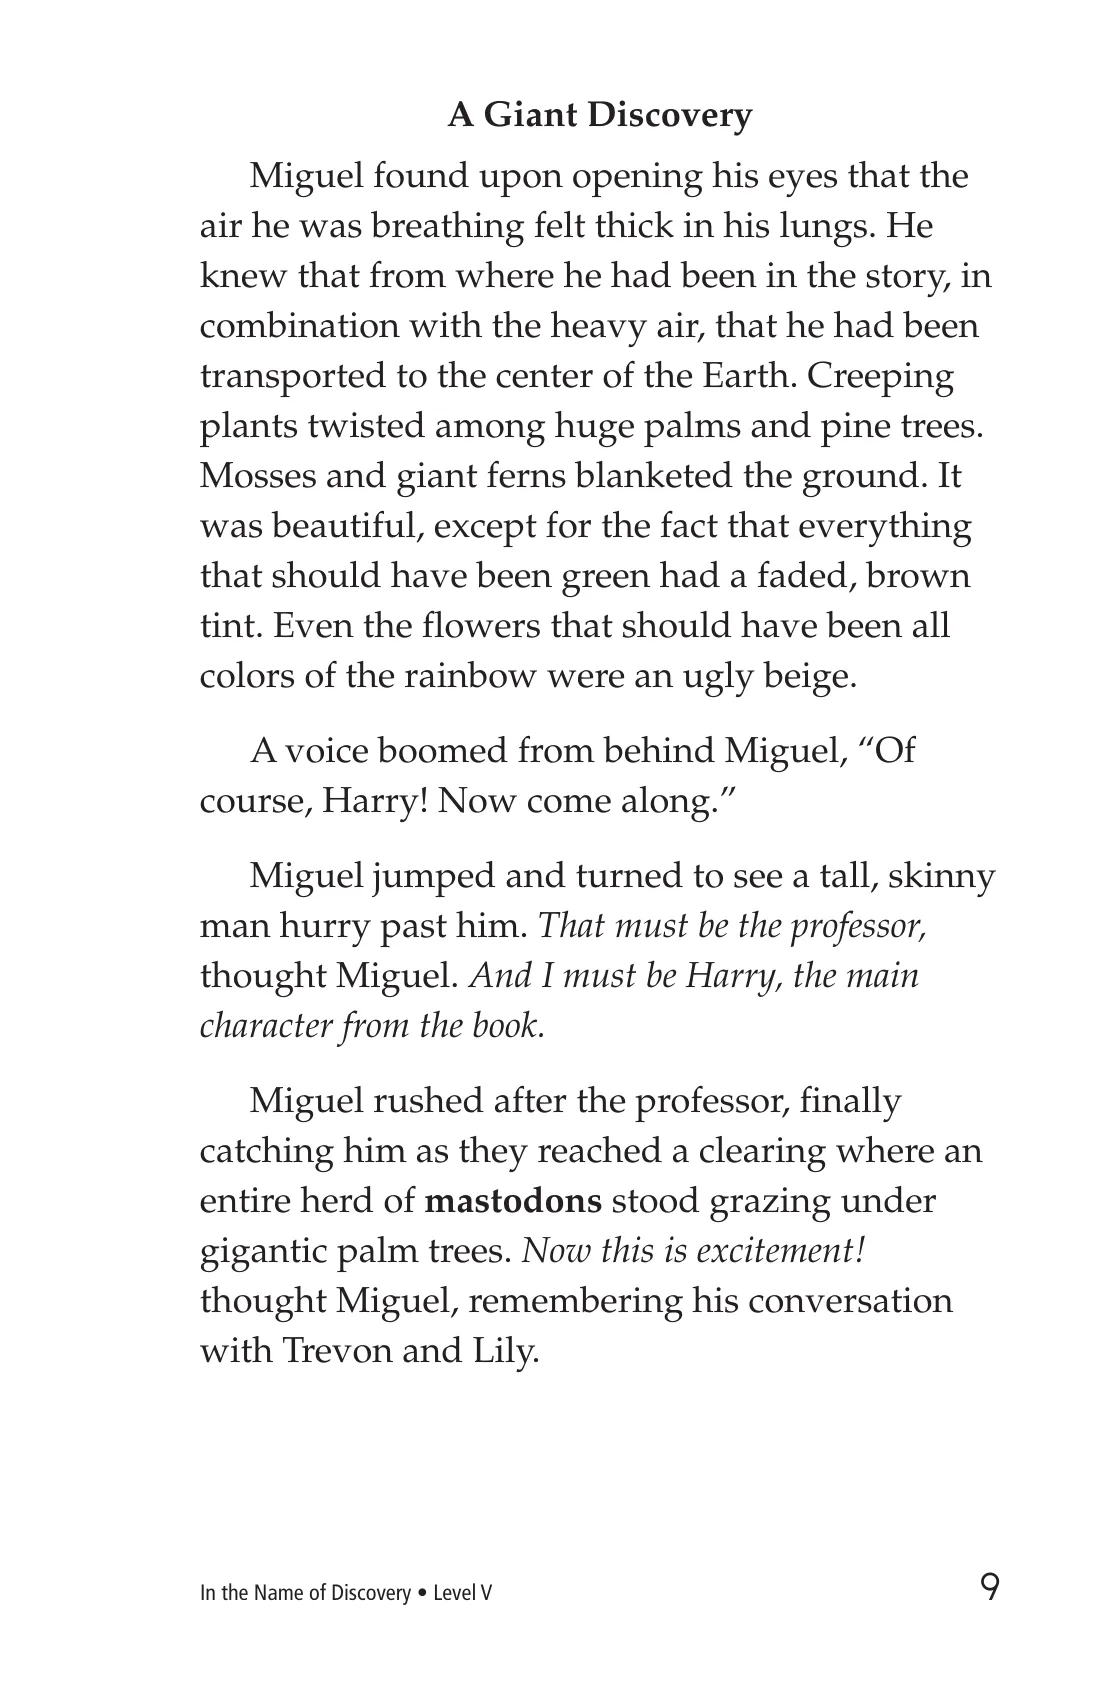 A Giant Discovery
Miguel found upon opening his eyes that the
air he was breathing felt thick in his lungs. He
knew that from where he had been in the story, in
combination with the heavy air, that he had been
transported to the center of the Earth. Creeping
plants twisted among huge palms and pine trees.
Mosses and giant ferns blanketed the ground. It
was beautiful, except for the fact that everything
that should have been green had a faded, brown
tint. Even the flowers that should have been all
colors of the rainbow were an ugly beige.
A voice boomed from behind Miguel, “Of
course, Harry! Now come along.”
Miguel jumped and turned to see a tall, skinny
man hurry past him. That must be the professor,
thought Miguel. And I must be Harry, the main
character from the book.
Miguel rushed after the professor, finally
catching him as they reached a clearing where an
entire herd of mastodons stood grazing under
gigantic palm trees. Now this is excitement!
thought Miguel, remembering his conversation
with Trevon and Lily.
In the Name of Discovery • Level V
9